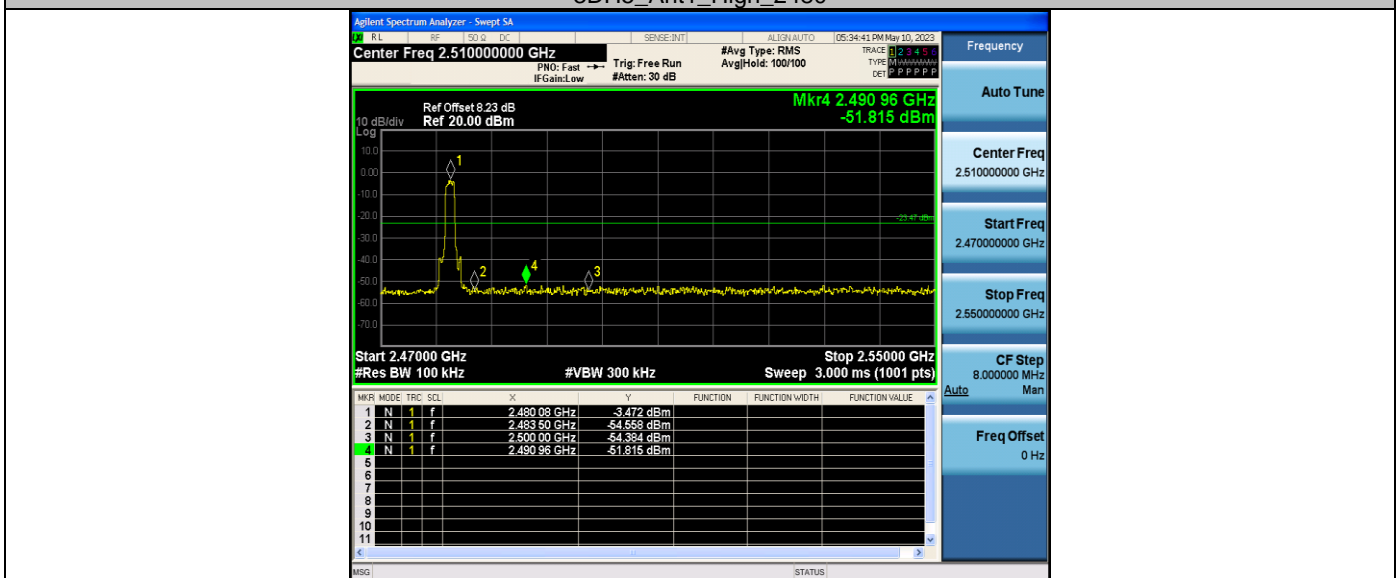 Agilent Spectrum Analyzer - Swept SA
RL RF 50 Ω DC SENSE:INT ALIGN AUTO 05:34:41 PM May 10, 2023
Center Freq 2.510000000 GHz
PNO: Fast
IFGain:Low
Trig: Free Run
#Atten: 30 dB
#Avg Type: RMS
Avg|Hold: 100/100
TRACE 1 2 3 4 5 6
TYPE M
DET P P P P P P
Ref Offset 8.23 dB
10 dB/div Ref 20.00 dBm
Log
Mkr4 2.490 96 GHz
-51.815 dBm
10.0
0.00
-10.0
-20.0
-30.0
-40.0
-50.0
-60.0
-70.0
1
2
4
3
-23.47 dBm
Start 2.47000 GHz Stop 2.55000 GHz
#Res BW 100 kHz #VBW 300 kHz Sweep 3.000 ms (1001 pts)
MKR MODE TRC SCL X Y FUNCTION FUNCTION WIDTH FUNCTION VALUE
1 N 1 f 2.480 08 GHz -3.472 dBm
2 N 1 f 2.483 50 GHz -54.558 dBm
3 N 1 f 2.500 00 GHz -54.384 dBm
4 N 1 f 2.490 96 GHz -51.815 dBm
5
6
7
8
9
10
11
MSG STATUS
Frequency
Auto Tune
Center Freq
2.510000000 GHz
Start Freq
2.470000000 GHz
Stop Freq
2.550000000 GHz
CF Step
8.000000 MHz
Auto Man
Freq Offset
0 Hz